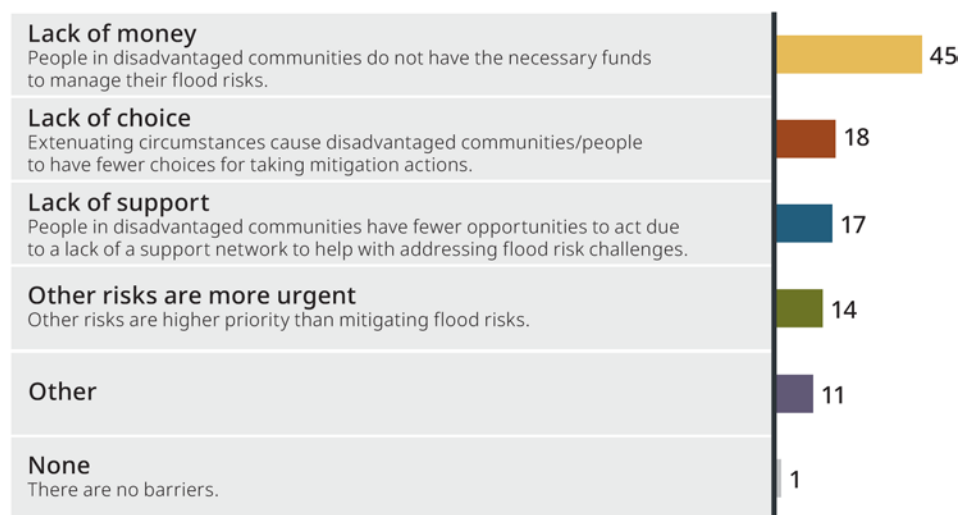 Lack of money
People in disadvantaged communities do not have the necessary funds
to manage their flood risks.
45
Lack of choice
Extenuating circumstances cause disadvantaged communities/people
to have fewer choices for taking mitigation actions.
18
Lack of support
People in disadvantaged communities have fewer opportunities to act due
to a lack of a support network to help with addressing flood risk challenges.
17
Other risks are more urgent
Other risks are higher priority than mitigating flood risks.
14
Other
11
None
There are no barriers.
1